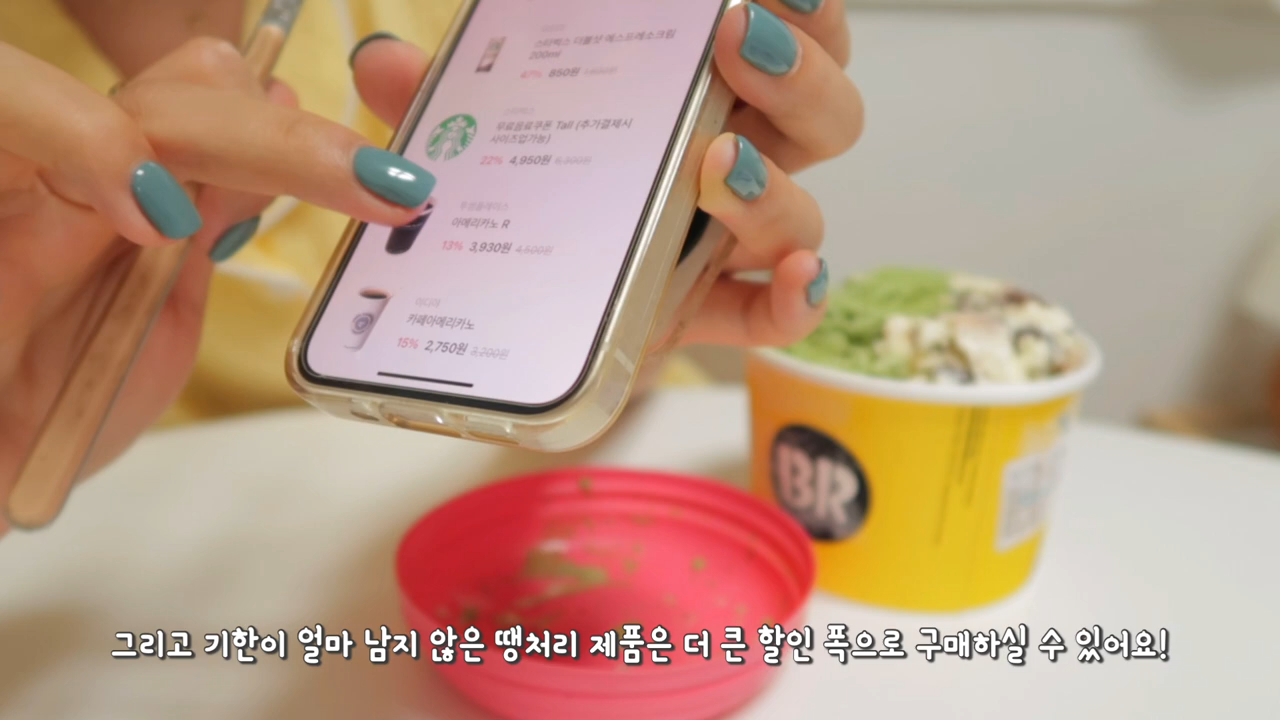 스타벅스 더블샷 에스프레소크림
200ml
47% 850원
스타벅스
무료음료쿠폰 Tall (추가결제시
사이즈업가능)
22% 4,950원
투썸플레이스
아메리카노 R
13% 3,930원 4,500원
이디야
카페아메리카노
15% 2,750원 3,200원
BR
그리고 기한이 얼마 남지 않은 땡처리 제품은 더 큰 할인 폭으로 구매하실 수 있어요!